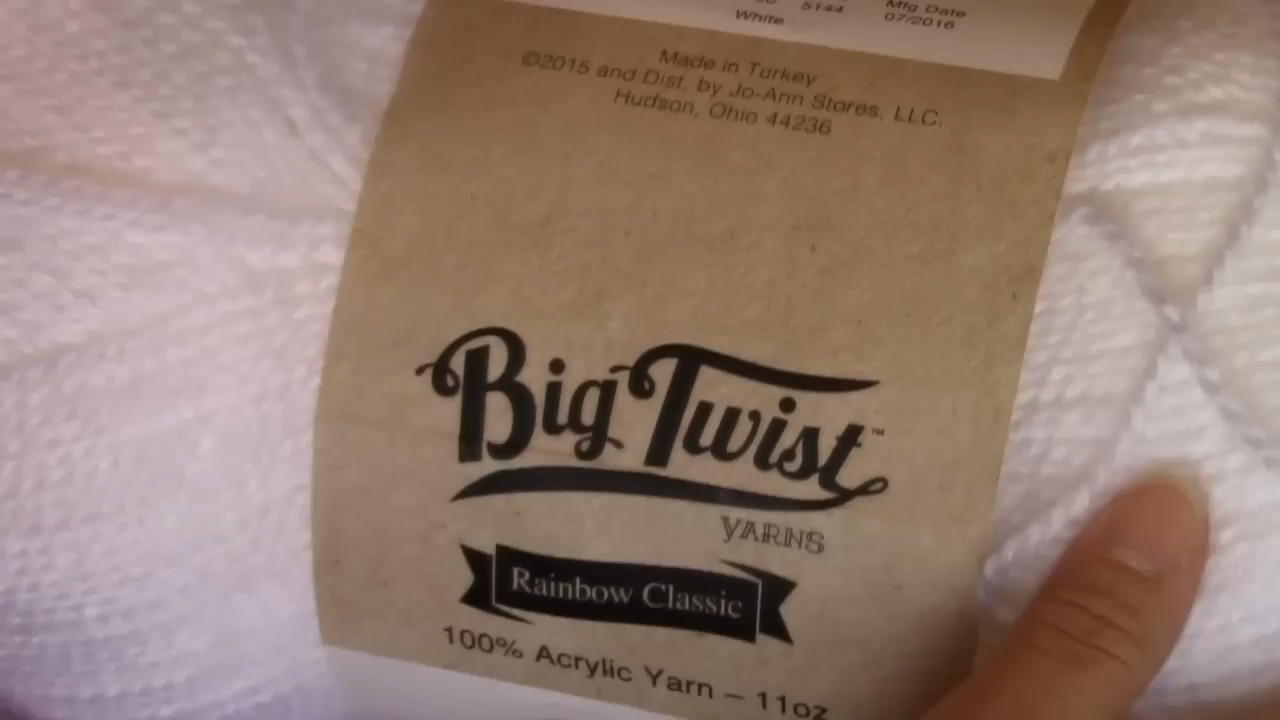 5144 Mfg Date
White 07/2016
Made in Turkey
©2015 and Dist. by Jo-Ann Stores, LLC.
Hudson, Ohio 44236
Big Twist™
YARNS
Rainbow Classic
100% Acrylic Yarn – 11oz